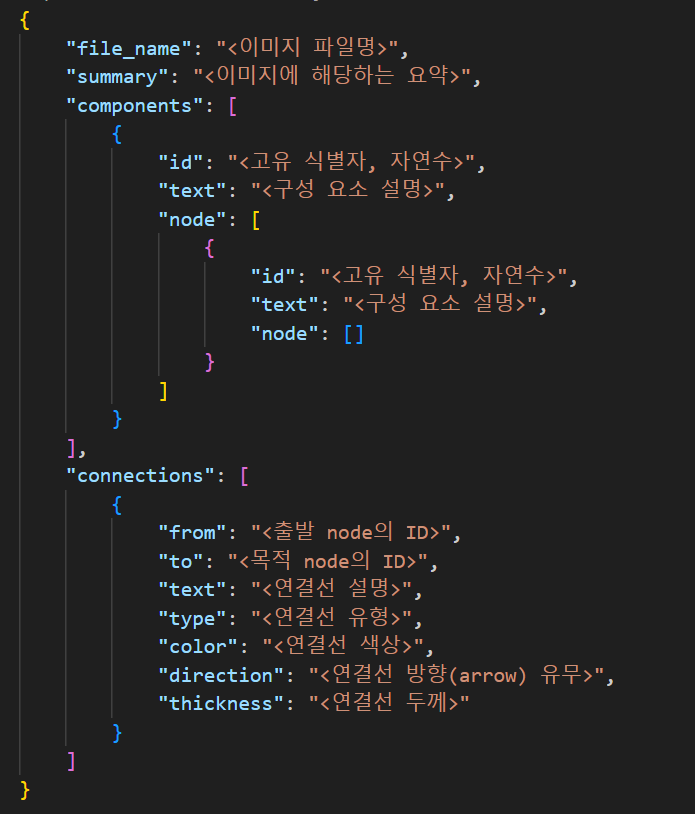 {
"file_name": "<이미지 파일명>",
"summary": "<이미지에 해당하는 요약>",
"components": [
{
"id": "<고유 식별자, 자연수>",
"text": "<구성 요소 설명>",
"node": [
{
"id": "<고유 식별자, 자연수>",
"text": "<구성 요소 설명>",
"node": []
}
]
}
],
"connections": [
{
"from": "<출발 node의 ID>",
"to": "<목적 node의 ID>",
"text": "<연결선 설명>",
"type": "<연결선 유형>",
"color": "<연결선 색상>",
"direction": "<연결선 방향(arrow) 유무>",
"thickness": "<연결선 두께>"
}
]
}